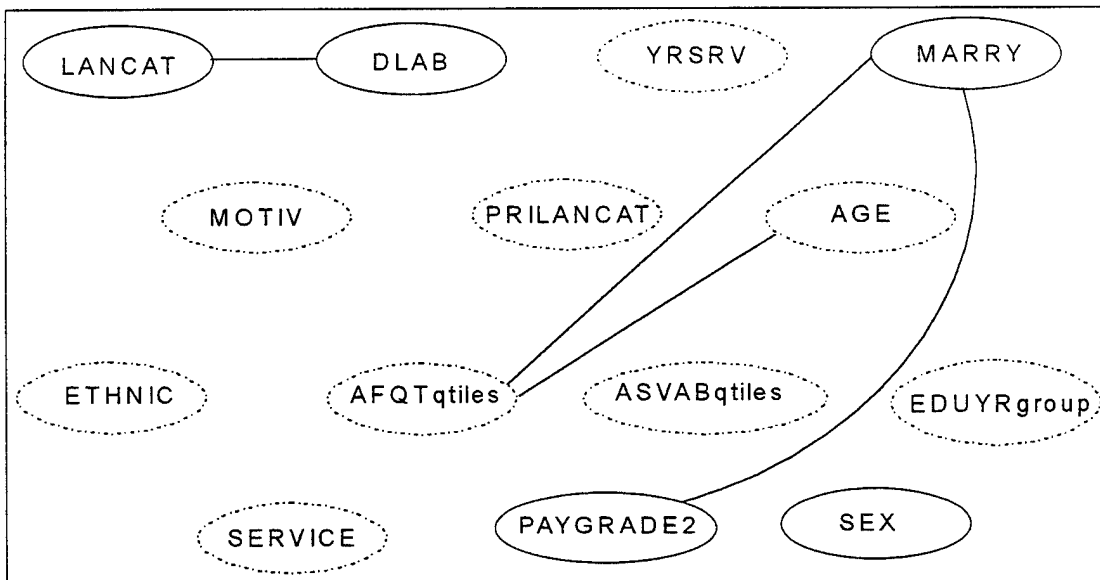 LANCAT
DLAB
YRSRV
MARRY
MOTIV
PRILANCAT
AGE
ETHNIC
AFQTqtiles
ASVABqtiles
EDUYRgroup
SERVICE
PAYGRADE2
SEX